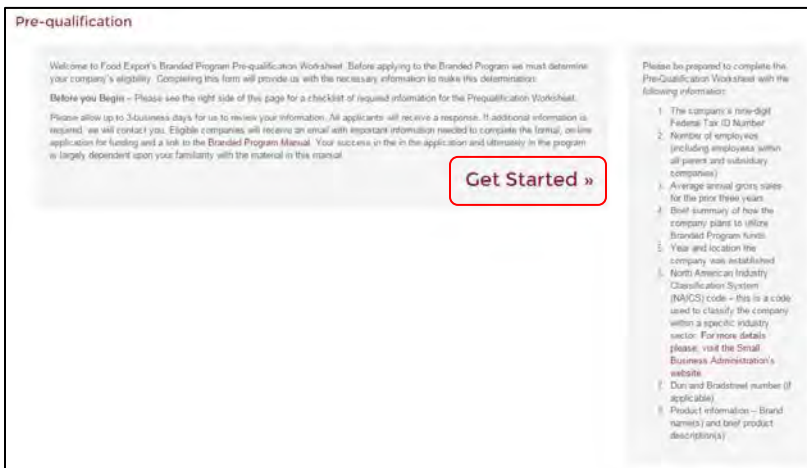 Pre-qualification
Welcome to Food Export's Branded Program Pre-qualification Worksheet. Before applying to the Branded Program we must determine
your company's eligibility. Completing this form will provide us with the necessary information to make this determination.
Before you Begin – Please see the right side of this page for a checklist of required information for the Prequalification Worksheet.
Please allow up to 3-business days for us to review your information. All applicants will receive a response. If additional information is
required, we will contact you. Eligible companies will receive an email with important information needed to complete the formal, on-line
application for funding and a link to the Branded Program Manual. Your success in the in the application and ultimately in the program
is largely dependent upon your familiarity with the material in this manual.
Get Started »
Please be prepared to complete the
Pre-Qualification Worksheet with the
following information:
1. The company's nine-digit
Federal Tax ID Number
2. Number of employees
(including employees within
all parent and subsidiary
companies)
3. Average annual gross sales
for the prior three years
4. Brief summary of how the
company plans to utilize
Branded Program funds
5. Year and location the
company was established
6. North American Industry
Classification System
(NAICS) code – this is a code
used to classify the company
within a specific industry
sector. For more details
please, visit the Small
Business Administration's
website
7. Dun and Bradstreet number (if
applicable)
8. Product information – Brand
name(s) and brief product
description(s)